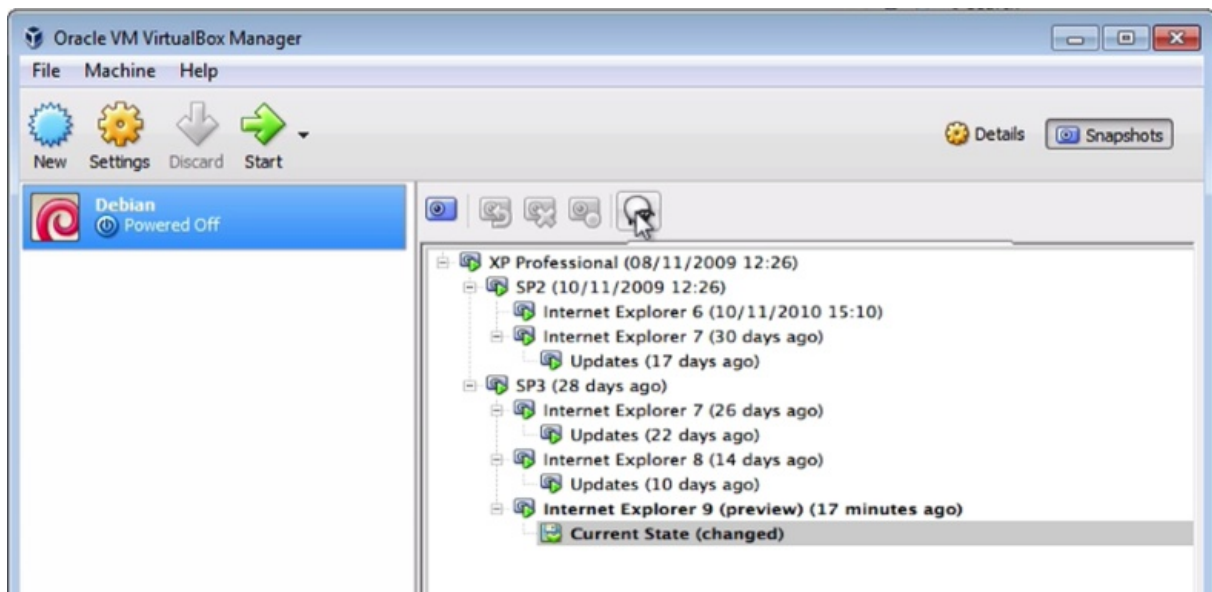 Oracle VM VirtualBox Manager
File Machine Help
New Settings Discard Start
Details Snapshots
Debian
Powered Off
XP Professional (08/11/2009 12:26)
SP2 (10/11/2009 12:26)
Internet Explorer 6 (10/11/2010 15:10)
Internet Explorer 7 (30 days ago)
Updates (17 days ago)
SP3 (28 days ago)
Internet Explorer 7 (26 days ago)
Updates (22 days ago)
Internet Explorer 8 (14 days ago)
Updates (10 days ago)
Internet Explorer 9 (preview) (17 minutes ago)
Current State (changed)